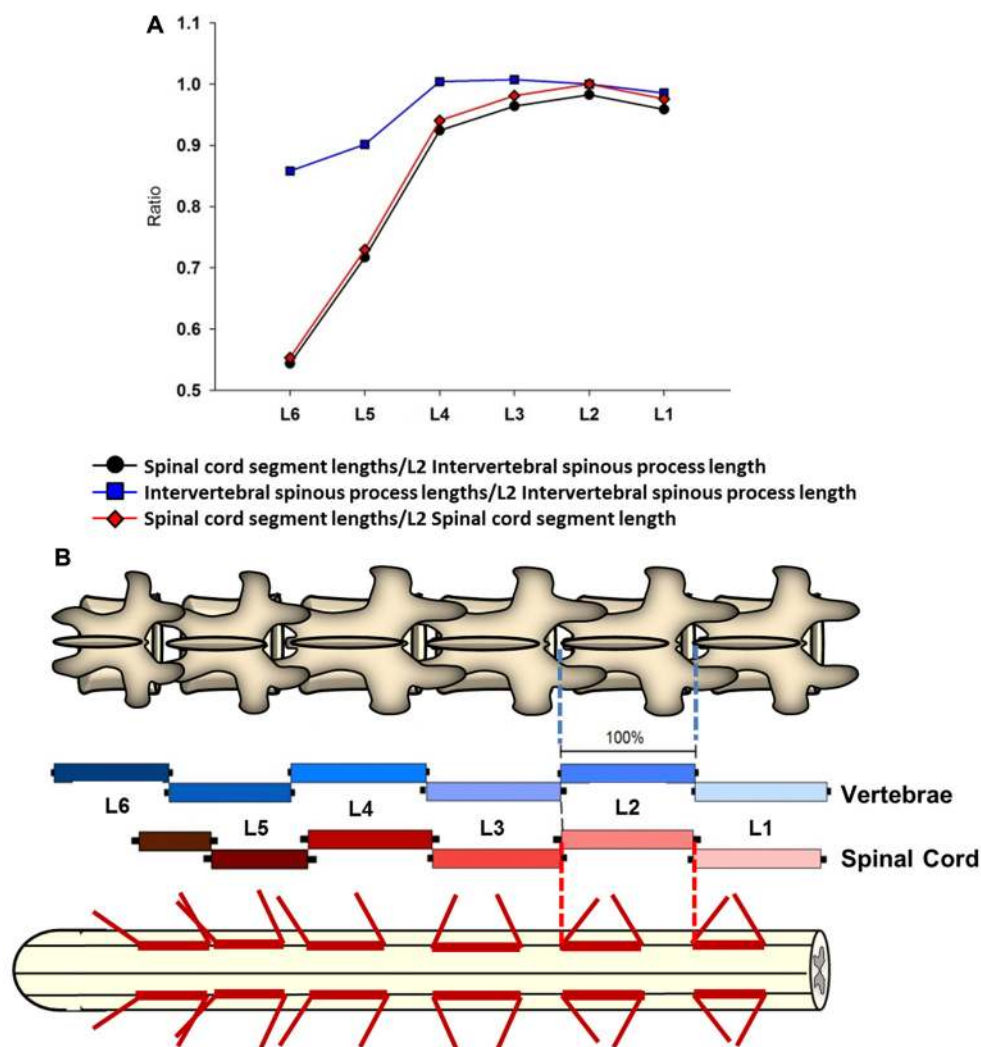 A
1.1
1.0
0.9
0.8
0.7
0.6
0.5
Ratio
L6 L5 L4 L3 L2 L1
Spinal cord segment lengths/L2 Intervertebral spinous process length
Intervertebral spinous process lengths/L2 Intervertebral spinous process length
Spinal cord segment lengths/L2 Spinal cord segment length
B
100%
Vertebrae
L6 L5 L4 L3 L2 L1
Spinal Cord